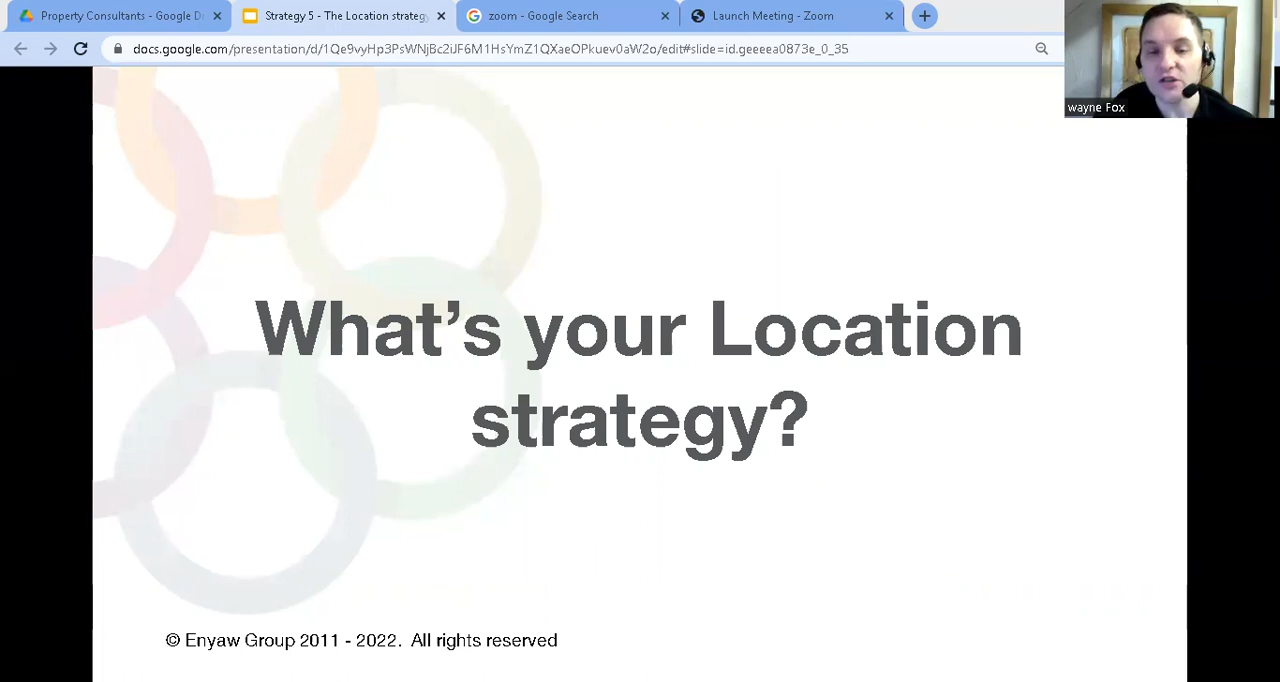 Property Consultants - Google Dr
Strategy 5 - The Location strateg
zoom - Google Search
Launch Meeting - Zoom
docs.google.com/presentation/d/1Qe9vyHp3PsWNjBc2iJF6M1HsYmZ1QXaeOPkuev0aW2o/edit#slide=id.geeeea0873e_0_35
wayne Fox
What's your Location
strategy?
© Enyaw Group 2011 - 2022. All rights reserved